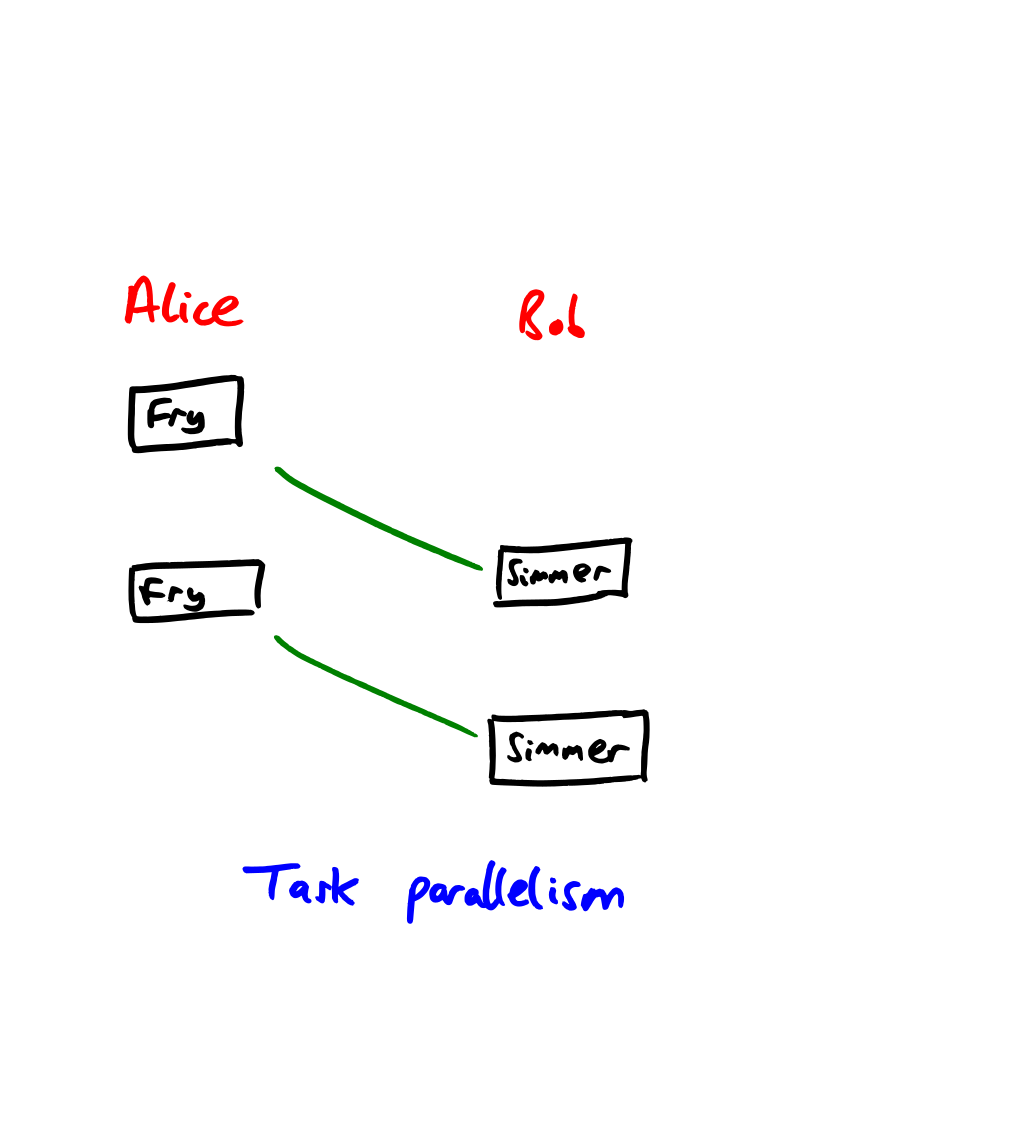 Alice Bob
Fry
Fry Simmer
Simmer
Task parallelism